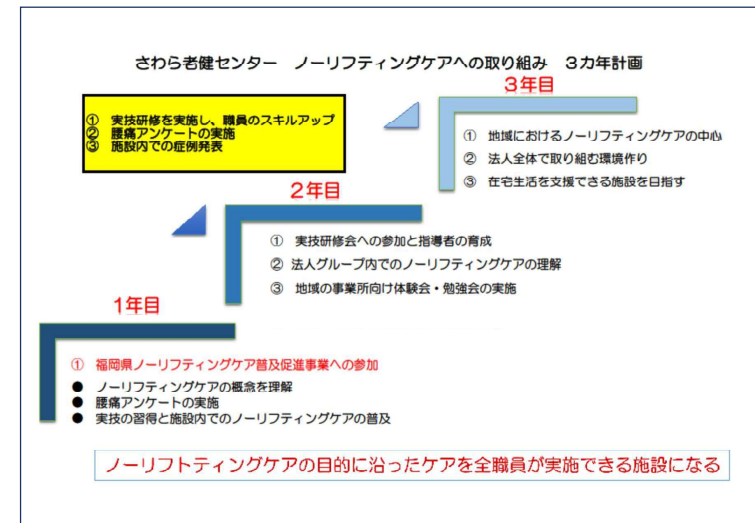 さわら老健センター ノーリフティングケアへの取り組み 3カ年計画
3年目
① 地域におけるノーリフティングケアの中心
② 法人全体で取り組む環境作り
③ 在宅生活を支援できる施設を目指す
① 実技研修を実施し、職員のスキルアップ
② 腰痛アンケートの実施
③ 施設内での症例発表
2年目
① 実技研修会への参加と指導者の育成
② 法人グループ内でのノーリフティングケアの理解
③ 地域の事業所向け体験会・勉強会の実施
1年目
① 福岡県ノーリフティングケア普及促進事業への参加
● ノーリフティングケアの概念を理解
● 腰痛アンケートの実施
● 実技の習得と施設内でのノーリフティングケアの普及
ノーリフトティングケアの目的に沿ったケアを全職員が実施できる施設になる